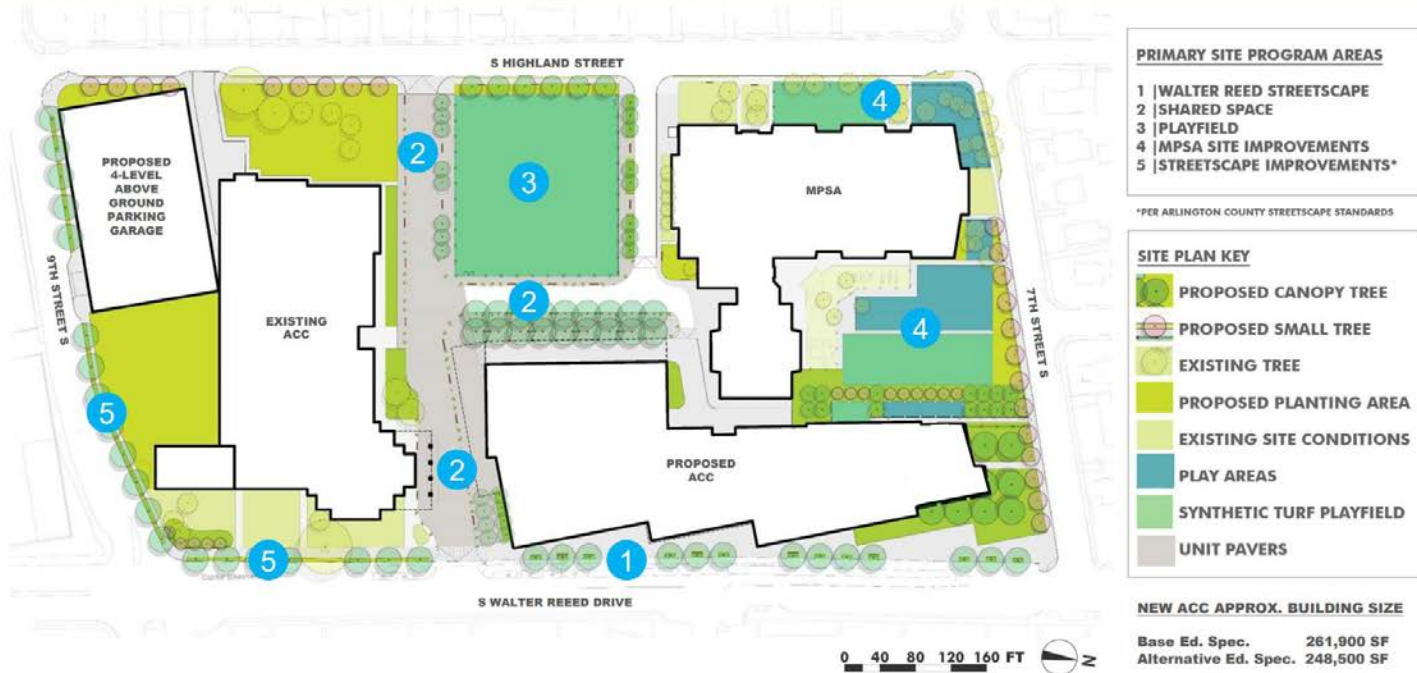 S HIGHLAND STREET
PROPOSED
4-LEVEL
ABOVE
GROUND
PARKING
GARAGE
2
3
4
MPSA
9TH STREET S
EXISTING
ACC
2
4
7TH STREET S
5
2
PROPOSED
ACC
5
1
S WALTER REEED DRIVE
0 40 80 120 160 FT
N
PRIMARY SITE PROGRAM AREAS
1 |WALTER REED STREETSCAPE
2 |SHARED SPACE
3 |PLAYFIELD
4 |MPSA SITE IMPROVEMENTS
5 |STREETSCAPE IMPROVEMENTS*
*PER ARLINGTON COUNTY STREETSCAPE STANDARDS
SITE PLAN KEY
PROPOSED CANOPY TREE
PROPOSED SMALL TREE
EXISTING TREE
PROPOSED PLANTING AREA
EXISTING SITE CONDITIONS
PLAY AREAS
SYNTHETIC TURF PLAYFIELD
UNIT PAVERS
NEW ACC APPROX. BUILDING SIZE
Base Ed. Spec. 261,900 SF
Alternative Ed. Spec. 248,500 SF